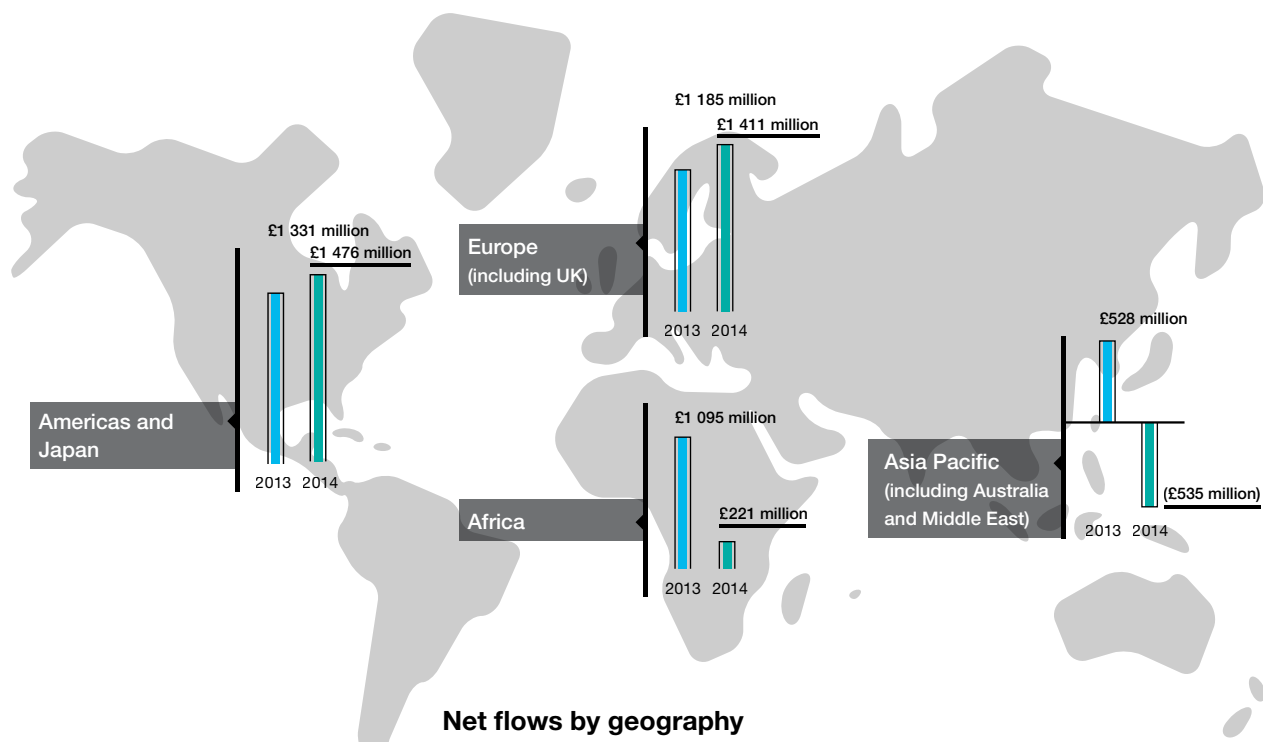 £1 331 million
£1 476 million
Americas and
Japan
2013 2014
£1 185 million
£1 411 million
Europe
(including UK)
2013 2014
£1 095 million
£221 million
Africa
2013 2014
£528 million
Asia Pacific
(including Australia
and Middle East)
(£535 million)
2013 2014
Net flows by geography